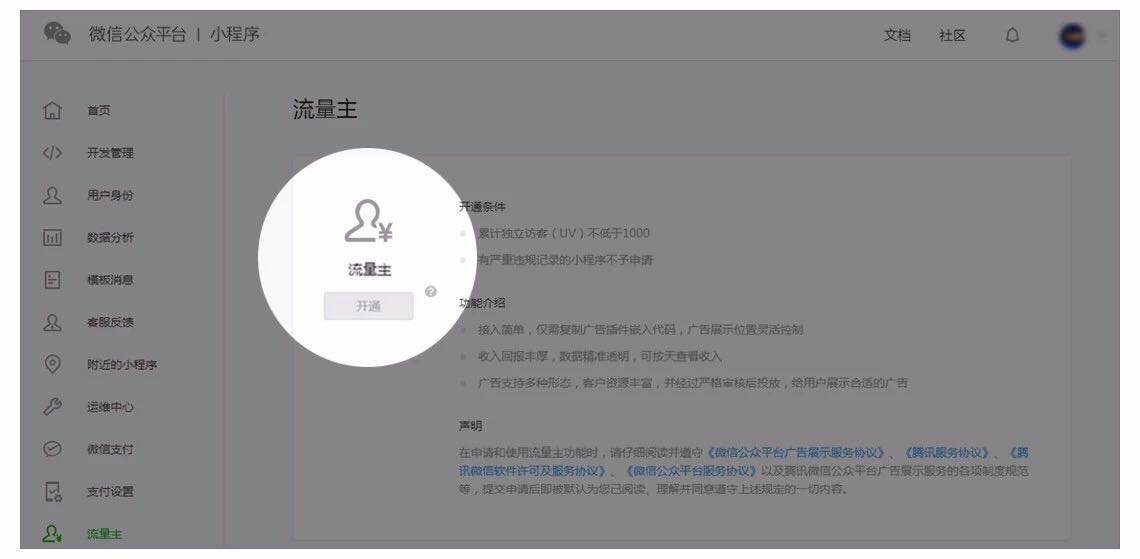 微信公众平台 | 小程序
文档
社区
首页
开发管理
用户身份
数据分析
模板消息
客服反馈
附近的小程序
运维中心
微信支付
支付设置
流量主
流量主
流量主
开通
?
开通条件
累计独立访客（UV）不低于1000
有严重违规记录的小程序不予申请
功能介绍
接入简单，仅需复制广告插件嵌入代码，广告展示位置灵活控制
收入回报丰厚，数据精准透明，可按天查看收入
广告支持多种形态，客户资源丰富，并经过严格审核后投放，给用户展示合适的广告
声明
在申请和使用流量主功能时，请仔细阅读并遵守《微信公众平台广告展示服务协议》、《腾讯服务协议》、《腾
讯微信软件许可及服务协议》、《微信公众平台服务协议》以及腾讯微信公众平台广告展示服务的各项制度规范
等，提交申请后即被默认为您已阅读、理解并同意遵守上述规定的一切内容。